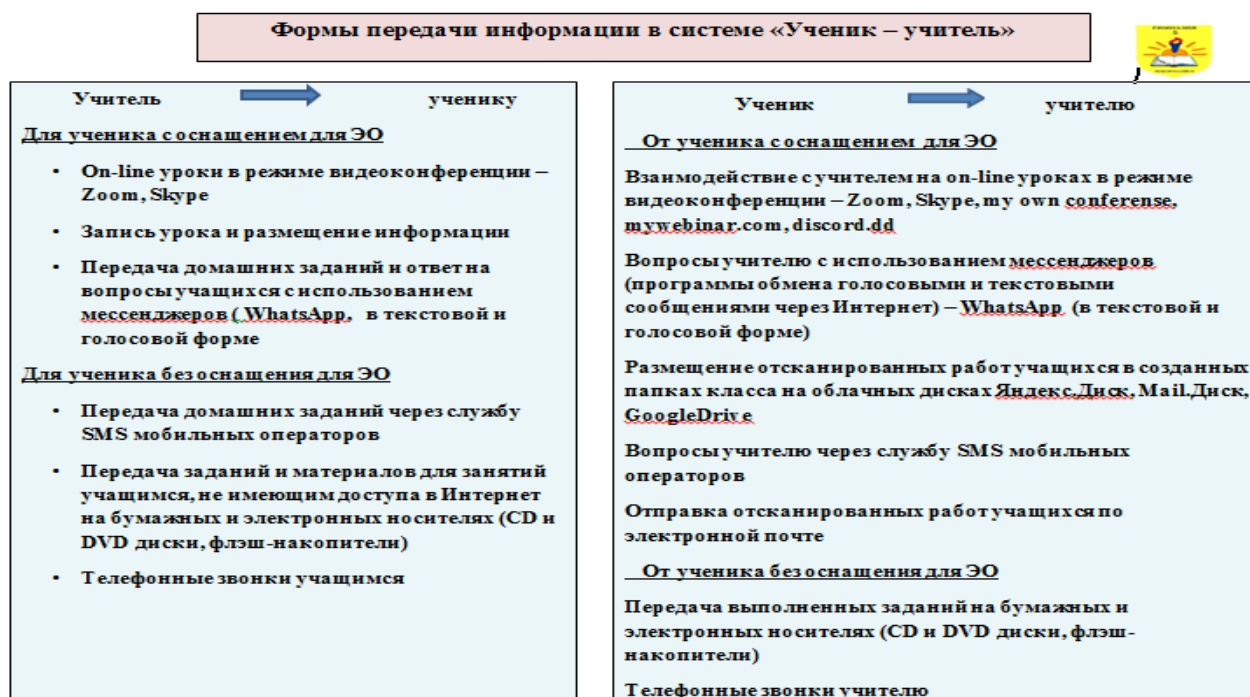 Формы передачи информации в системе «Ученик – учитель»
Учитель ученику
Для ученика с оснащением для ЭО
• On-line уроки в режиме видеоконференции –
Zoom, Skype
• Запись урока и размещение информации
• Передача домашних заданий и ответ на
вопросы учащихся с использованием
мессенджеров ( WhatsApp, в текстовой и
голосовой форме
Для ученика без оснащения для ЭО
• Передача домашних заданий через службу
SMS мобильных операторов
• Передача заданий и материалов для занятий
учащимся, не имеющим доступа в Интернет
на бумажных и электронных носителях (CD и
DVD диски, флэш-накопители)
• Телефонные звонки учащимся
Ученик учителю
От ученика с оснащением для ЭО
Взаимодействие с учителем на on-line уроках в режиме
видеоконференции – Zoom, Skype, my own conferense,
mywebinar.com, discord.dd
Вопросы учителю с использованием мессенджеров
(программы обмена голосовыми и текстовыми
сообщениями через Интернет) – WhatsApp (в текстовой и
голосовой форме)
Размещение отсканированных работ учащихся в созданных
папках класса на облачных дисках Яндекс.Диск, Mail.Диск,
GoogleDrive
Вопросы учителю через службу SMS мобильных
операторов
Отправка отсканированных работ учащихся по
электронной почте
От ученика без оснащения для ЭО
Передача выполненных заданий на бумажных и
электронных носителях (CD и DVD диски, флэш-
накопители)
Телефонные звонки учителю